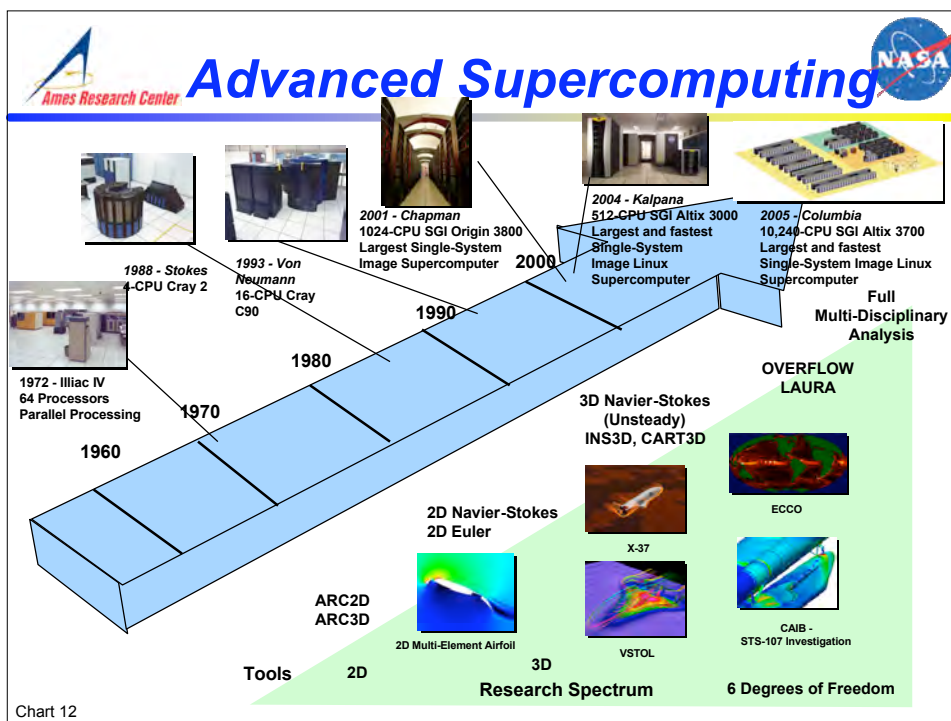 Ames Research Center
Advanced Supercomputing
NASA
2001 - Chapman
1024-CPU SGI Origin 3800
Largest Single-System
Image Supercomputer
2004 - Kalpana
512-CPU SGI Altix 3000
Largest and fastest
Single-System
Image Linux
Supercomputer
2005 - Columbia
10,240-CPU SGI Altix 3700
Largest and fastest
Single-System Image Linux
Supercomputer
1988 - Stokes
4-CPU Cray 2
1993 - Von
Neumann
16-CPU Cray
C90
1972 - Illiac IV
64 Processors
Parallel Processing
1960
1970
1980
1990
2000
Full
Multi-Disciplinary
Analysis
OVERFLOW
LAURA
3D Navier-Stokes
(Unsteady)
INS3D, CART3D
ECCO
2D Navier-Stokes
2D Euler
X-37
ARC2D
ARC3D
2D Multi-Element Airfoil
VSTOL
CAIB -
STS-107 Investigation
Tools
2D
3D
Research Spectrum
6 Degrees of Freedom
Chart 12